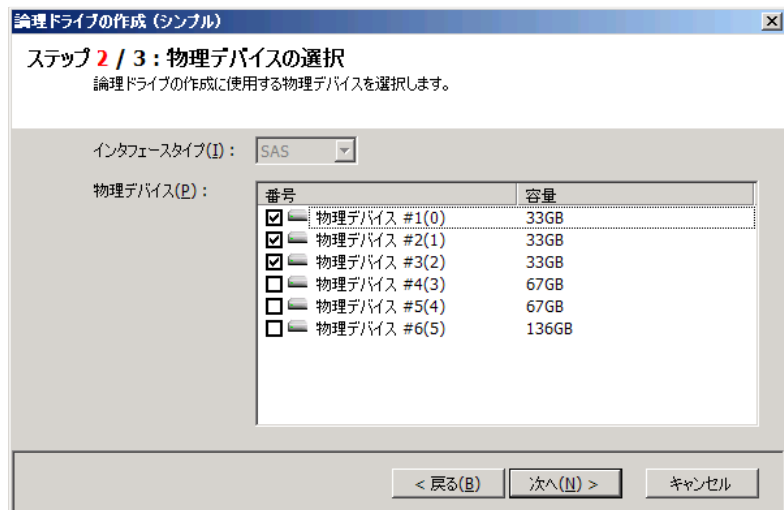 論理ドライブの作成 (シンプル)
ステップ 2 / 3 : 物理デバイスの選択
論理ドライブの作成に使用する物理デバイスを選択します。
インタフェースタイプ(I) : SAS
物理デバイス(P) :
番号 容量
物理デバイス #1(0) 33GB
物理デバイス #2(1) 33GB
物理デバイス #3(2) 33GB
物理デバイス #4(3) 67GB
物理デバイス #5(4) 67GB
物理デバイス #6(5) 136GB
< 戻る(B) 次へ(N) > キャンセル